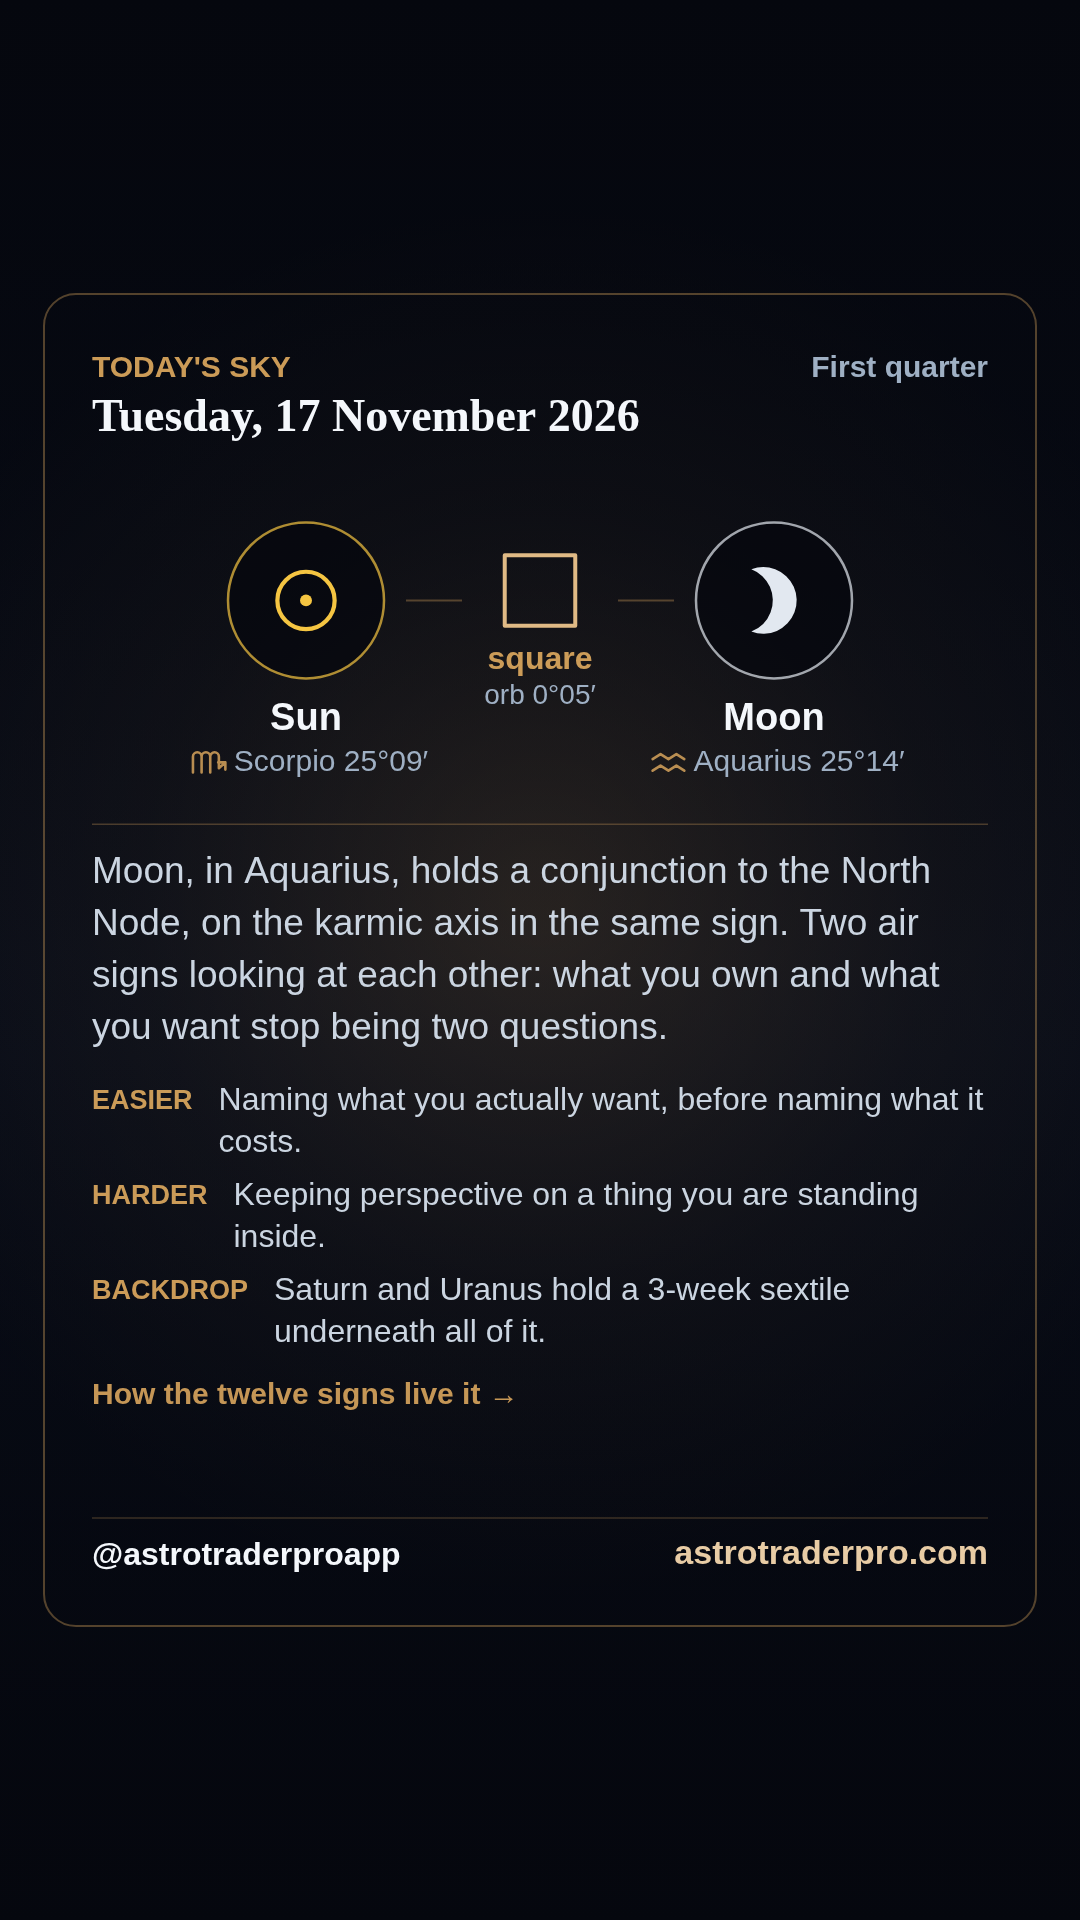 TODAY'S SKY
First quarter
Tuesday, 17 November 2026
square
orb 0°05′
Sun
Moon
♏ Scorpio 25°09′
♒ Aquarius 25°14′
Moon, in Aquarius, holds a conjunction to the North
Node, on the karmic axis in the same sign. Two air
signs looking at each other: what you own and what
you want stop being two questions.
EASIER Naming what you actually want, before naming what it
costs.
HARDER Keeping perspective on a thing you are standing
inside.
BACKDROP Saturn and Uranus hold a 3-week sextile
underneath all of it.
How the twelve signs live it →
@astrotraderproapp
astrotraderpro.com